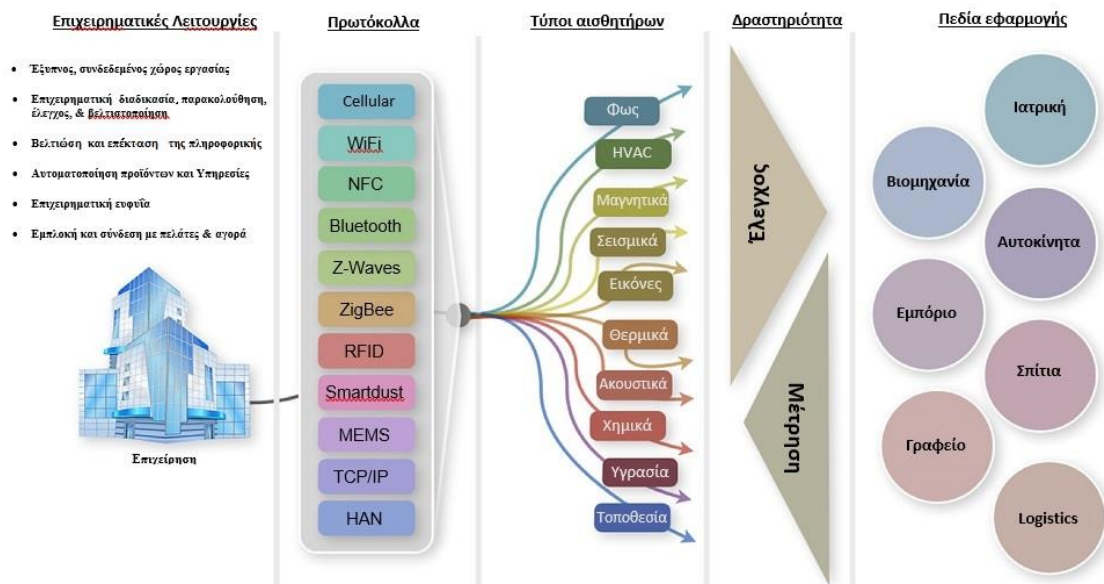 Επιχειρηματικές Λειτουργίες
Έξυπνος, συνδεδεμένος χώρος εργασίας
Επιχειρηματική διαδικασία, παρακολούθηση,
έλεγχος, & βελτιστοποίηση
Βελτιώση και επέκταση της πληροφορικής
Αυτοματοποίηση προϊόντων και Υπηρεσίες
Επιχειρηματική ευφυΐα
Εμπλοκή και σύνδεση με πελάτες & αγορά
Επιχείρηση
Πρωτόκολλα
Cellular
WiFi
NFC
Bluetooth
Z-Waves
ZigBee
RFID
Smartdust
MEMS
TCP/IP
HAN
Τύποι αισθητήρων
Φως
HVAC
Μαγνητικά
Σεισμικά
Εικόνες
Θερμικά
Ακουστικά
Χημικά
Υγρασία
Τοποθεσία
Δραστηριότητα
Έλεγχος
Μέτρηση
Πεδία εφαρμογής
Ιατρική
Βιομηχανία
Αυτοκίνητα
Εμπόριο
Σπίτια
Γραφείο
Logistics